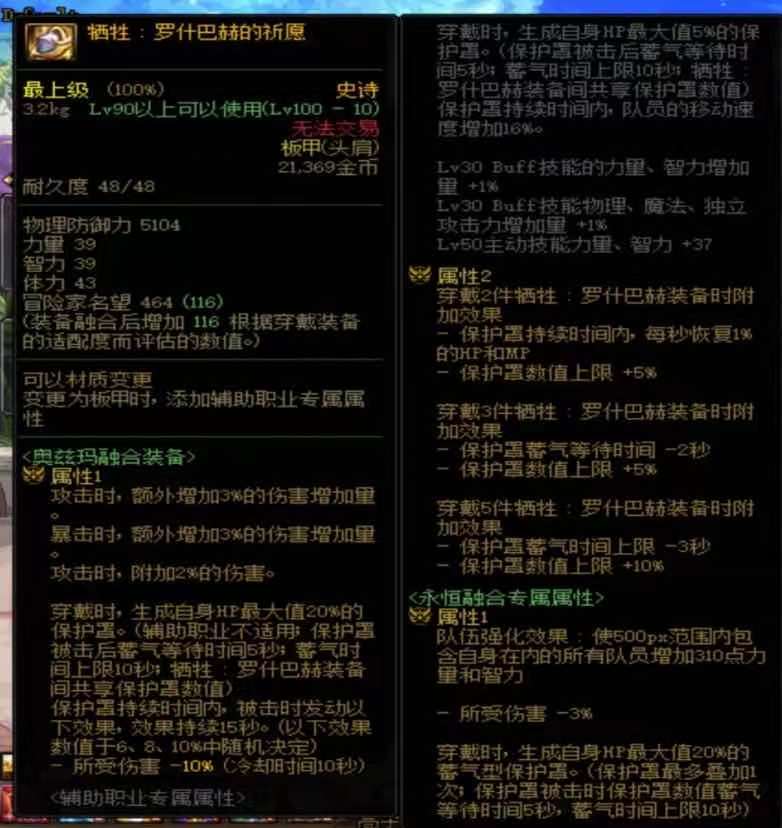 牺牲：罗什巴赫的祈愿
最上级 (100%) 史诗
3.2kg Lv90以上可以使用(Lv100 - 10)
无法交易
板甲(头肩)
21,369金币
耐久度 48/48
物理防御力 5104
力量 39
智力 39
体力 43
冒险家名望 464 (116)
(装备融合后增加 116 根据穿戴装备
的适配度而评估的数值。)
可以材质变更
变更为板甲时，添加辅助职业专属属
性
<奥兹玛融合装备>
属性1
攻击时，额外增加3%的伤害增加量
。
暴击时，额外增加3%的伤害增加量
。
攻击时，附加2%的伤害。
穿戴时，生成自身HP最大值20%的
保护罩。(辅助职业不适用；保护罩
被击后蓄气等待时间5秒；蓄气时
间上限10秒；牺牲：罗什巴赫装备
间共享保护罩数值)
保护罩持续时间内，被击时发动以
下效果，效果持续15秒。(以下效果
数值于6、8、10%中随机决定)
- 所受伤害 -10% (冷却时间10秒)
<辅助职业专属属性>
穿戴时，生成自身HP最大值5%的保
护罩。(保护罩被击后蓄气等待时
间5秒；蓄气时间上限10秒；牺牲：
罗什巴赫装备间共享保护罩数值)
保护罩持续时间内，队员的移动速
度增加16%。
Lv30 Buff技能的力量、智力增加
量 +1%
Lv30 Buff技能物理、魔法、独立
攻击力增加量 +1%
Lv50主动技能力量、智力 +37
属性2
穿戴2件牺牲：罗什巴赫装备时附
加效果
- 保护罩持续时间内，每秒恢复1%
的HP和MP
- 保护罩数值上限 +5%
穿戴3件牺牲：罗什巴赫装备时附
加效果
- 保护罩蓄气等待时间 -2秒
- 保护罩数值上限 +5%
穿戴5件牺牲：罗什巴赫装备时附
加效果
- 保护罩蓄气时间上限 -3秒
- 保护罩数值上限 +10%
<永恒融合专属属性>
属性1
队伍强化效果：使500px范围内包
含自身在内的所有队员增加310点力
量和智力
- 所受伤害 -3%
穿戴时，生成自身HP最大值20%的
蓄气型保护罩。(保护罩最多叠加1
次；保护罩被击时保护罩数值蓄气
等待时间5秒，蓄气时间上限10秒)